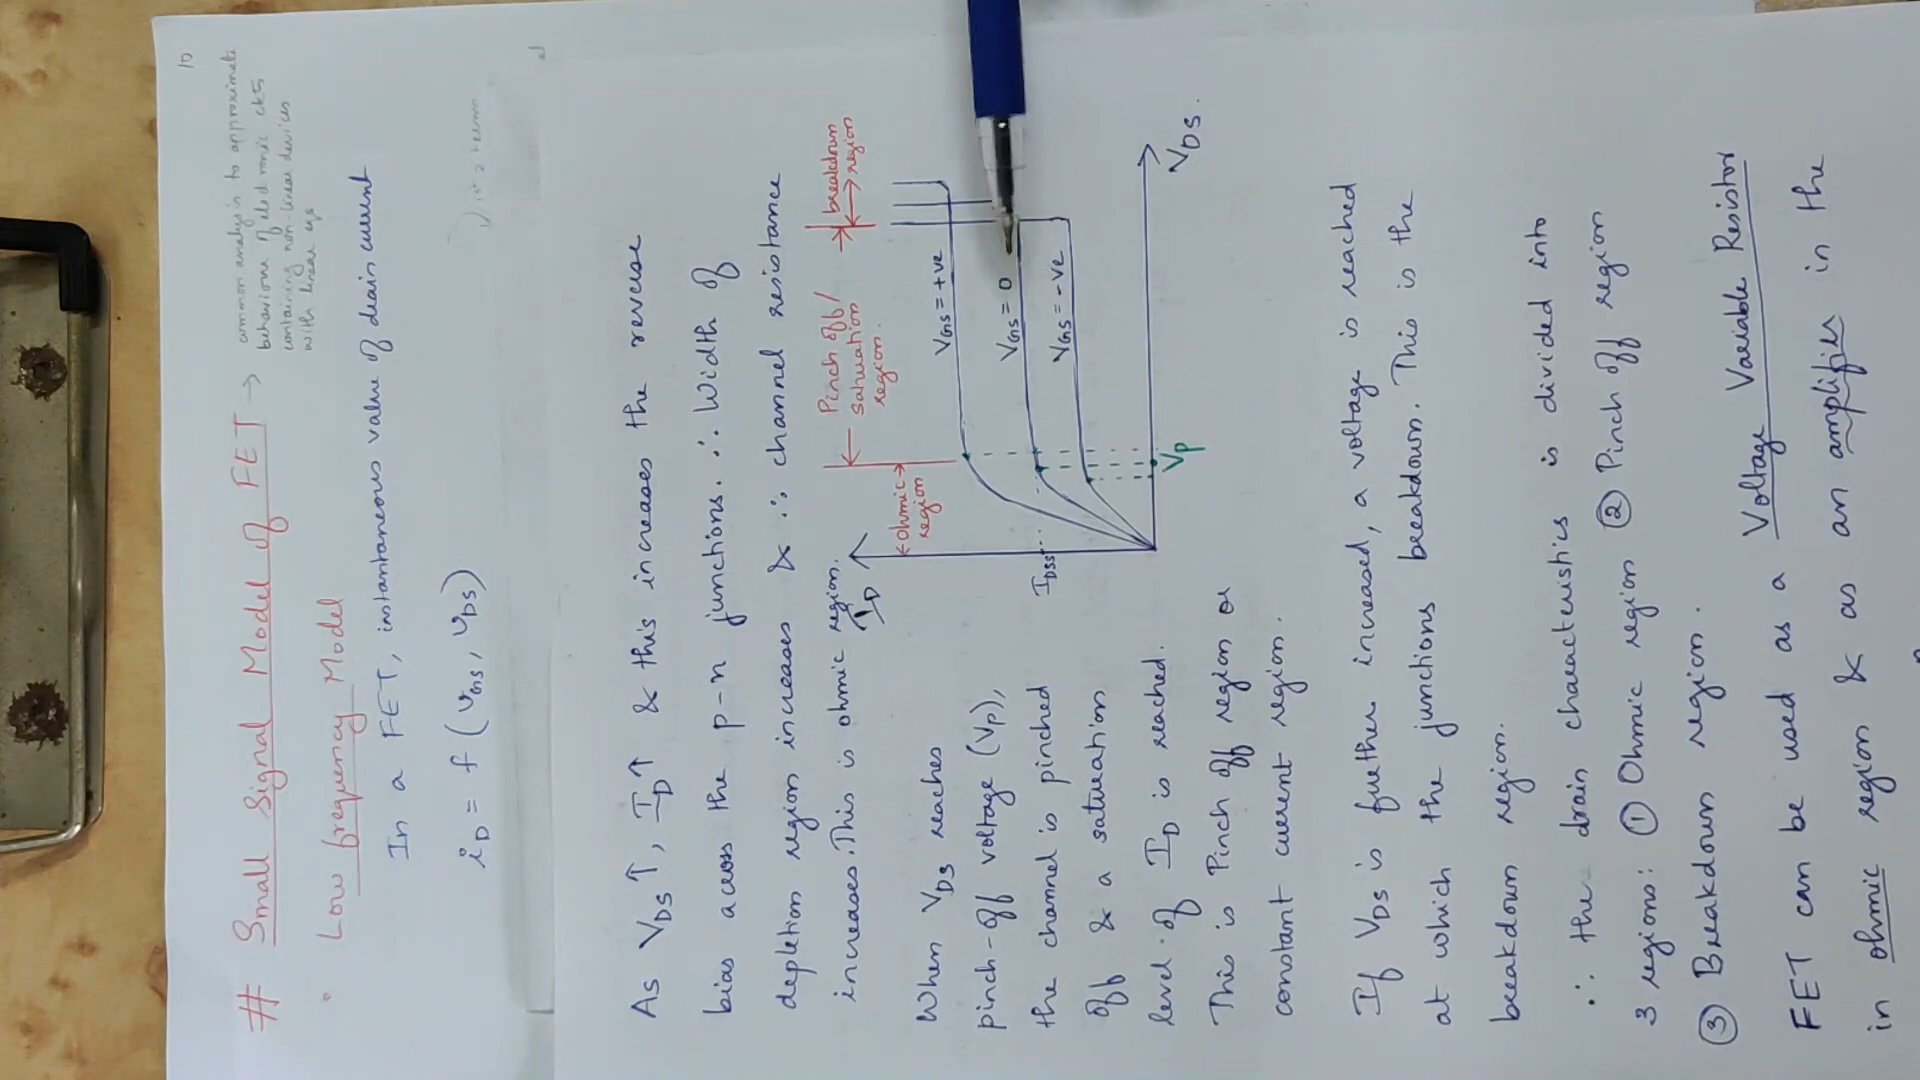 10
# Small Signal Model of FET →
common analysis to approximate
behaviour of electronic ckts
containing non-linear devices
with linear eqs
Low frequency Model
In a FET, instantaneous value of drain current
i_D = f (v_GS, v_DS)
As V_DS ↑, I_D ↑ & this increases the reverse
bias across the p-n junctions. ∴ Width of
depletion region increases & ∴ channel resistance
increases. This is ohmic region.
When V_DS reaches
pinch-off voltage (V_P),
the channel is pinched
off & a saturation
level of I_D is reached.
This is Pinch off region or
constant current region.
I_D
←ohmic→
region
Pinch off/
saturation
region.
breakdown
region
V_GS = +ve
V_GS = 0
V_GS = -ve
I_DSS
V_P
V_DS.
If V_DS is further increased, a voltage is reached
at which the junctions breakdown. This is the
breakdown region.
∴ the drain characteristics is divided into
3 regions: ① Ohmic region ② Pinch off region
③ Breakdown region.
FET can be used as a Voltage Variable Resistor
in ohmic region & as an amplifier in the